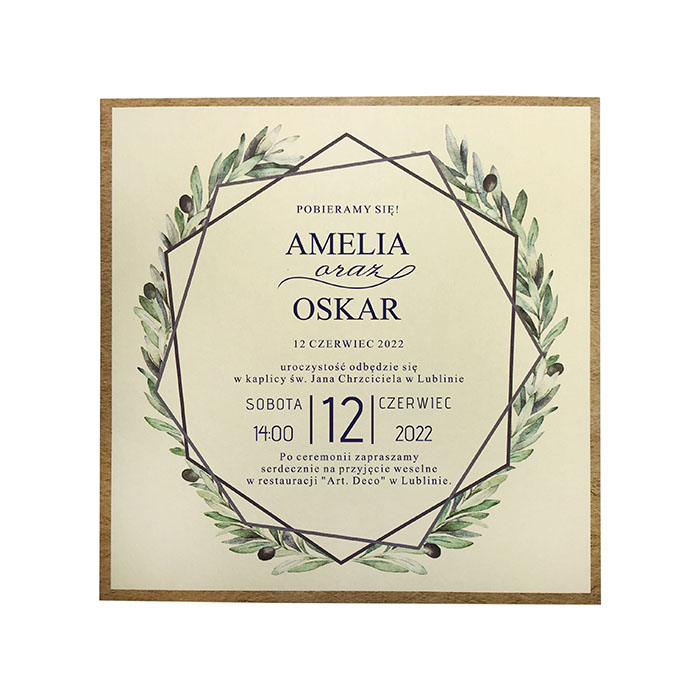 POBIERAMY SIĘ!
AMELIA
oraz
OSKAR
12 CZERWIEC 2022
uroczystość odbędzie się
w kaplicy św. Jana Chrzciciela w Lublinie
SOBOTA |12| CZERWIEC
14:00 2022
Po ceremonii zapraszamy
serdecznie na przyjęcie weselne
w restauracji "Art. Deco" w Lublinie.